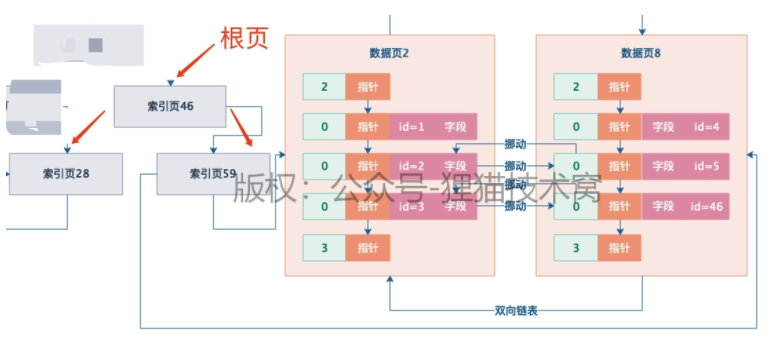 根页
数据页2
数据页8
索引页46
索引页28
索引页59
2 指针
0 指针 id=1 字段
0 指针 id=2 字段
0 指针 id=3 字段
3 指针
挪动
挪动
挪动
挪动
2 指针
0 指针 字段 id=4
0 指针 字段 id=5
0 指针 字段 id=46
3 指针
双向链表
版权：公众号-狸猫技术窝